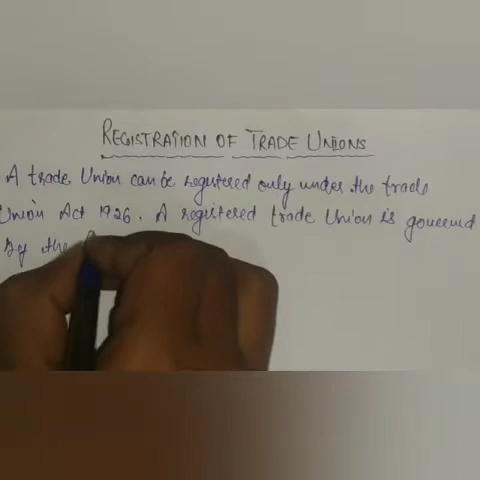 REGISTRATION OF TRADE UNIONS
A trade Union can be registered only under the trade
Union Act 1926. A registered trade Union is governed
By the